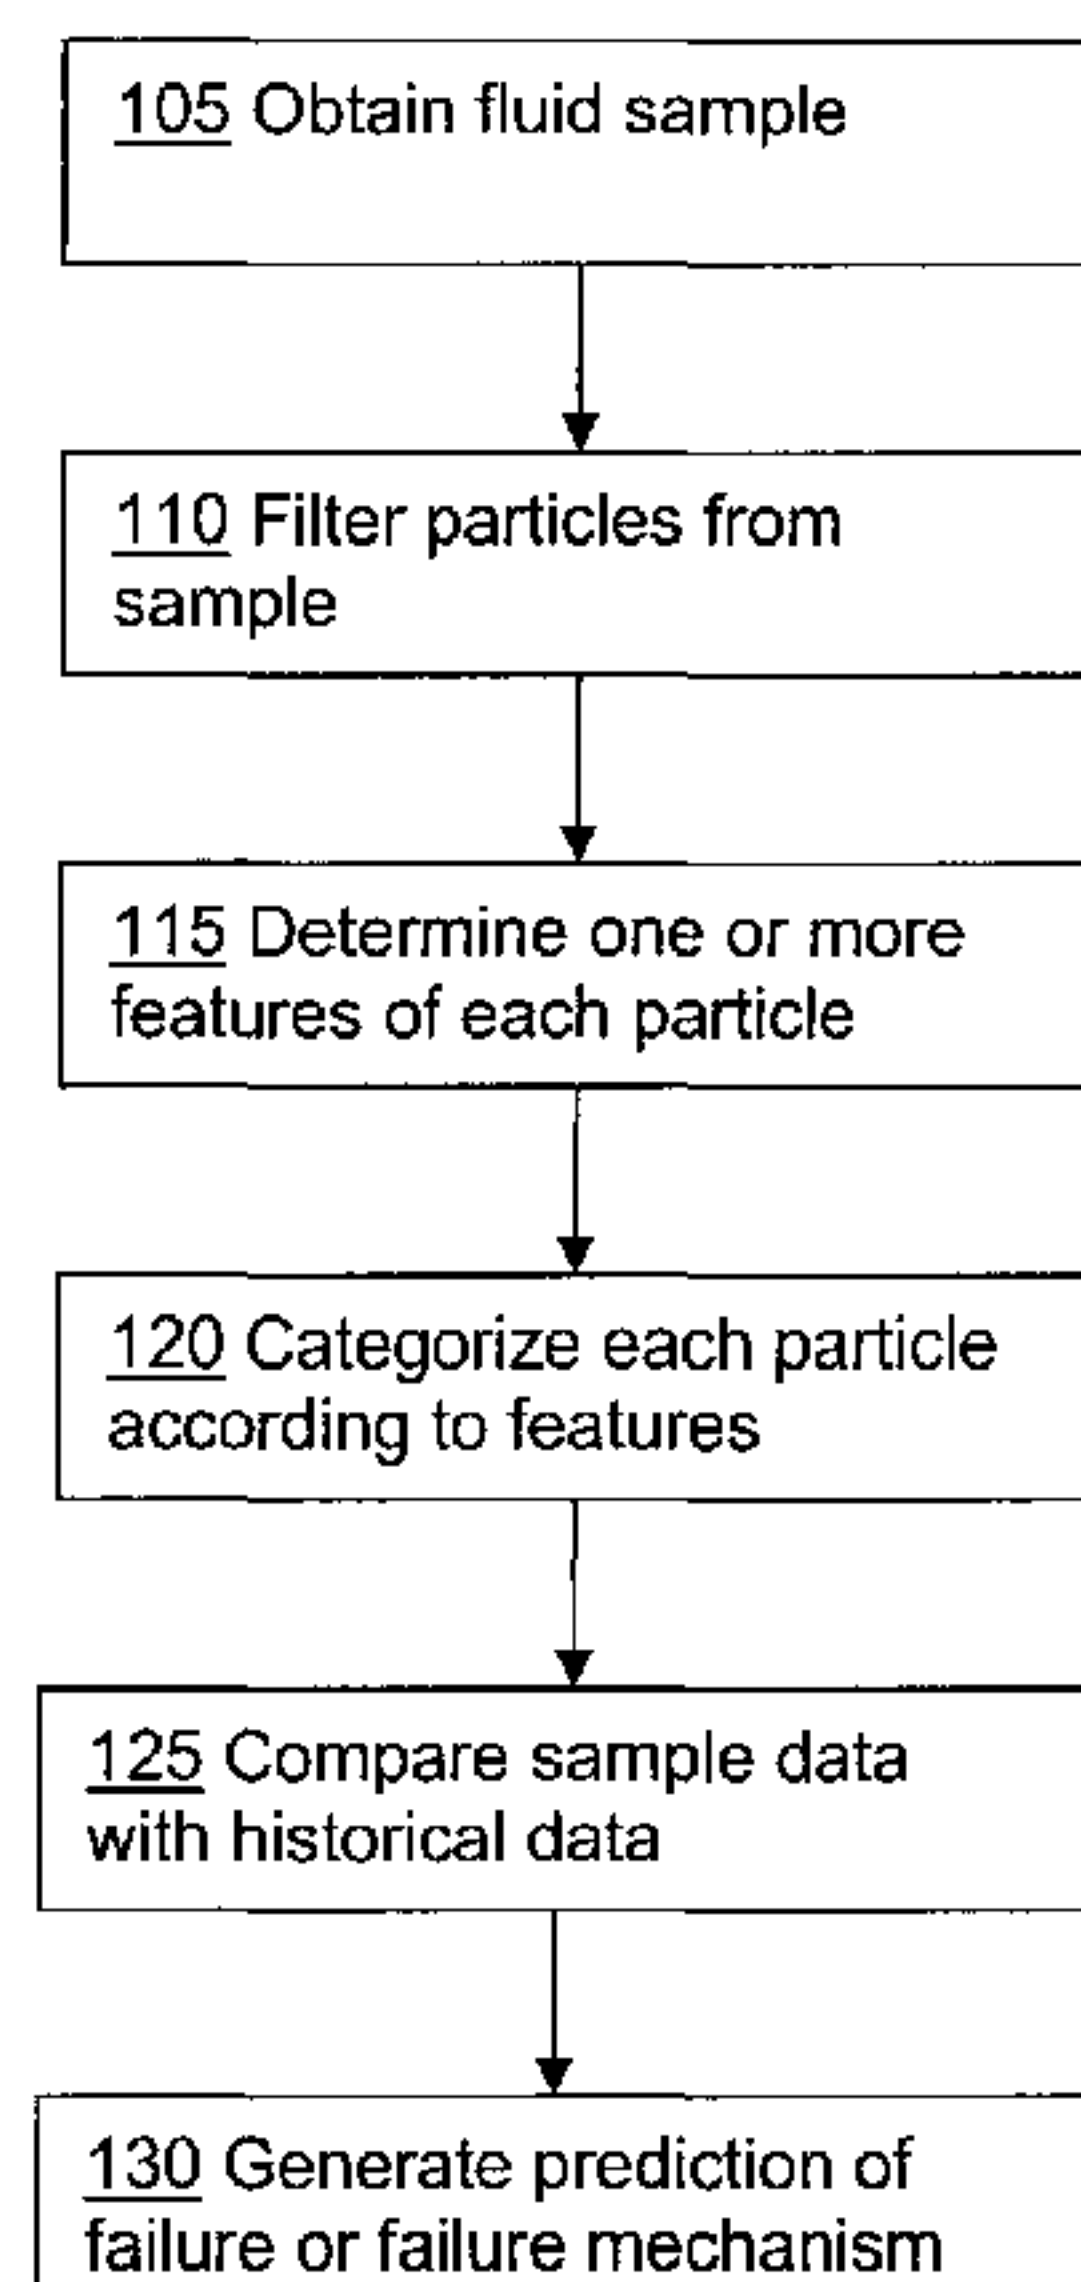 105 Obtain fluid sample
110 Filter particles from
sample
115 Determine one or more
features of each particle
120 Categorize each particle
according to features
125 Compare sample data
with historical data
130 Generate prediction of
failure or failure mechanism